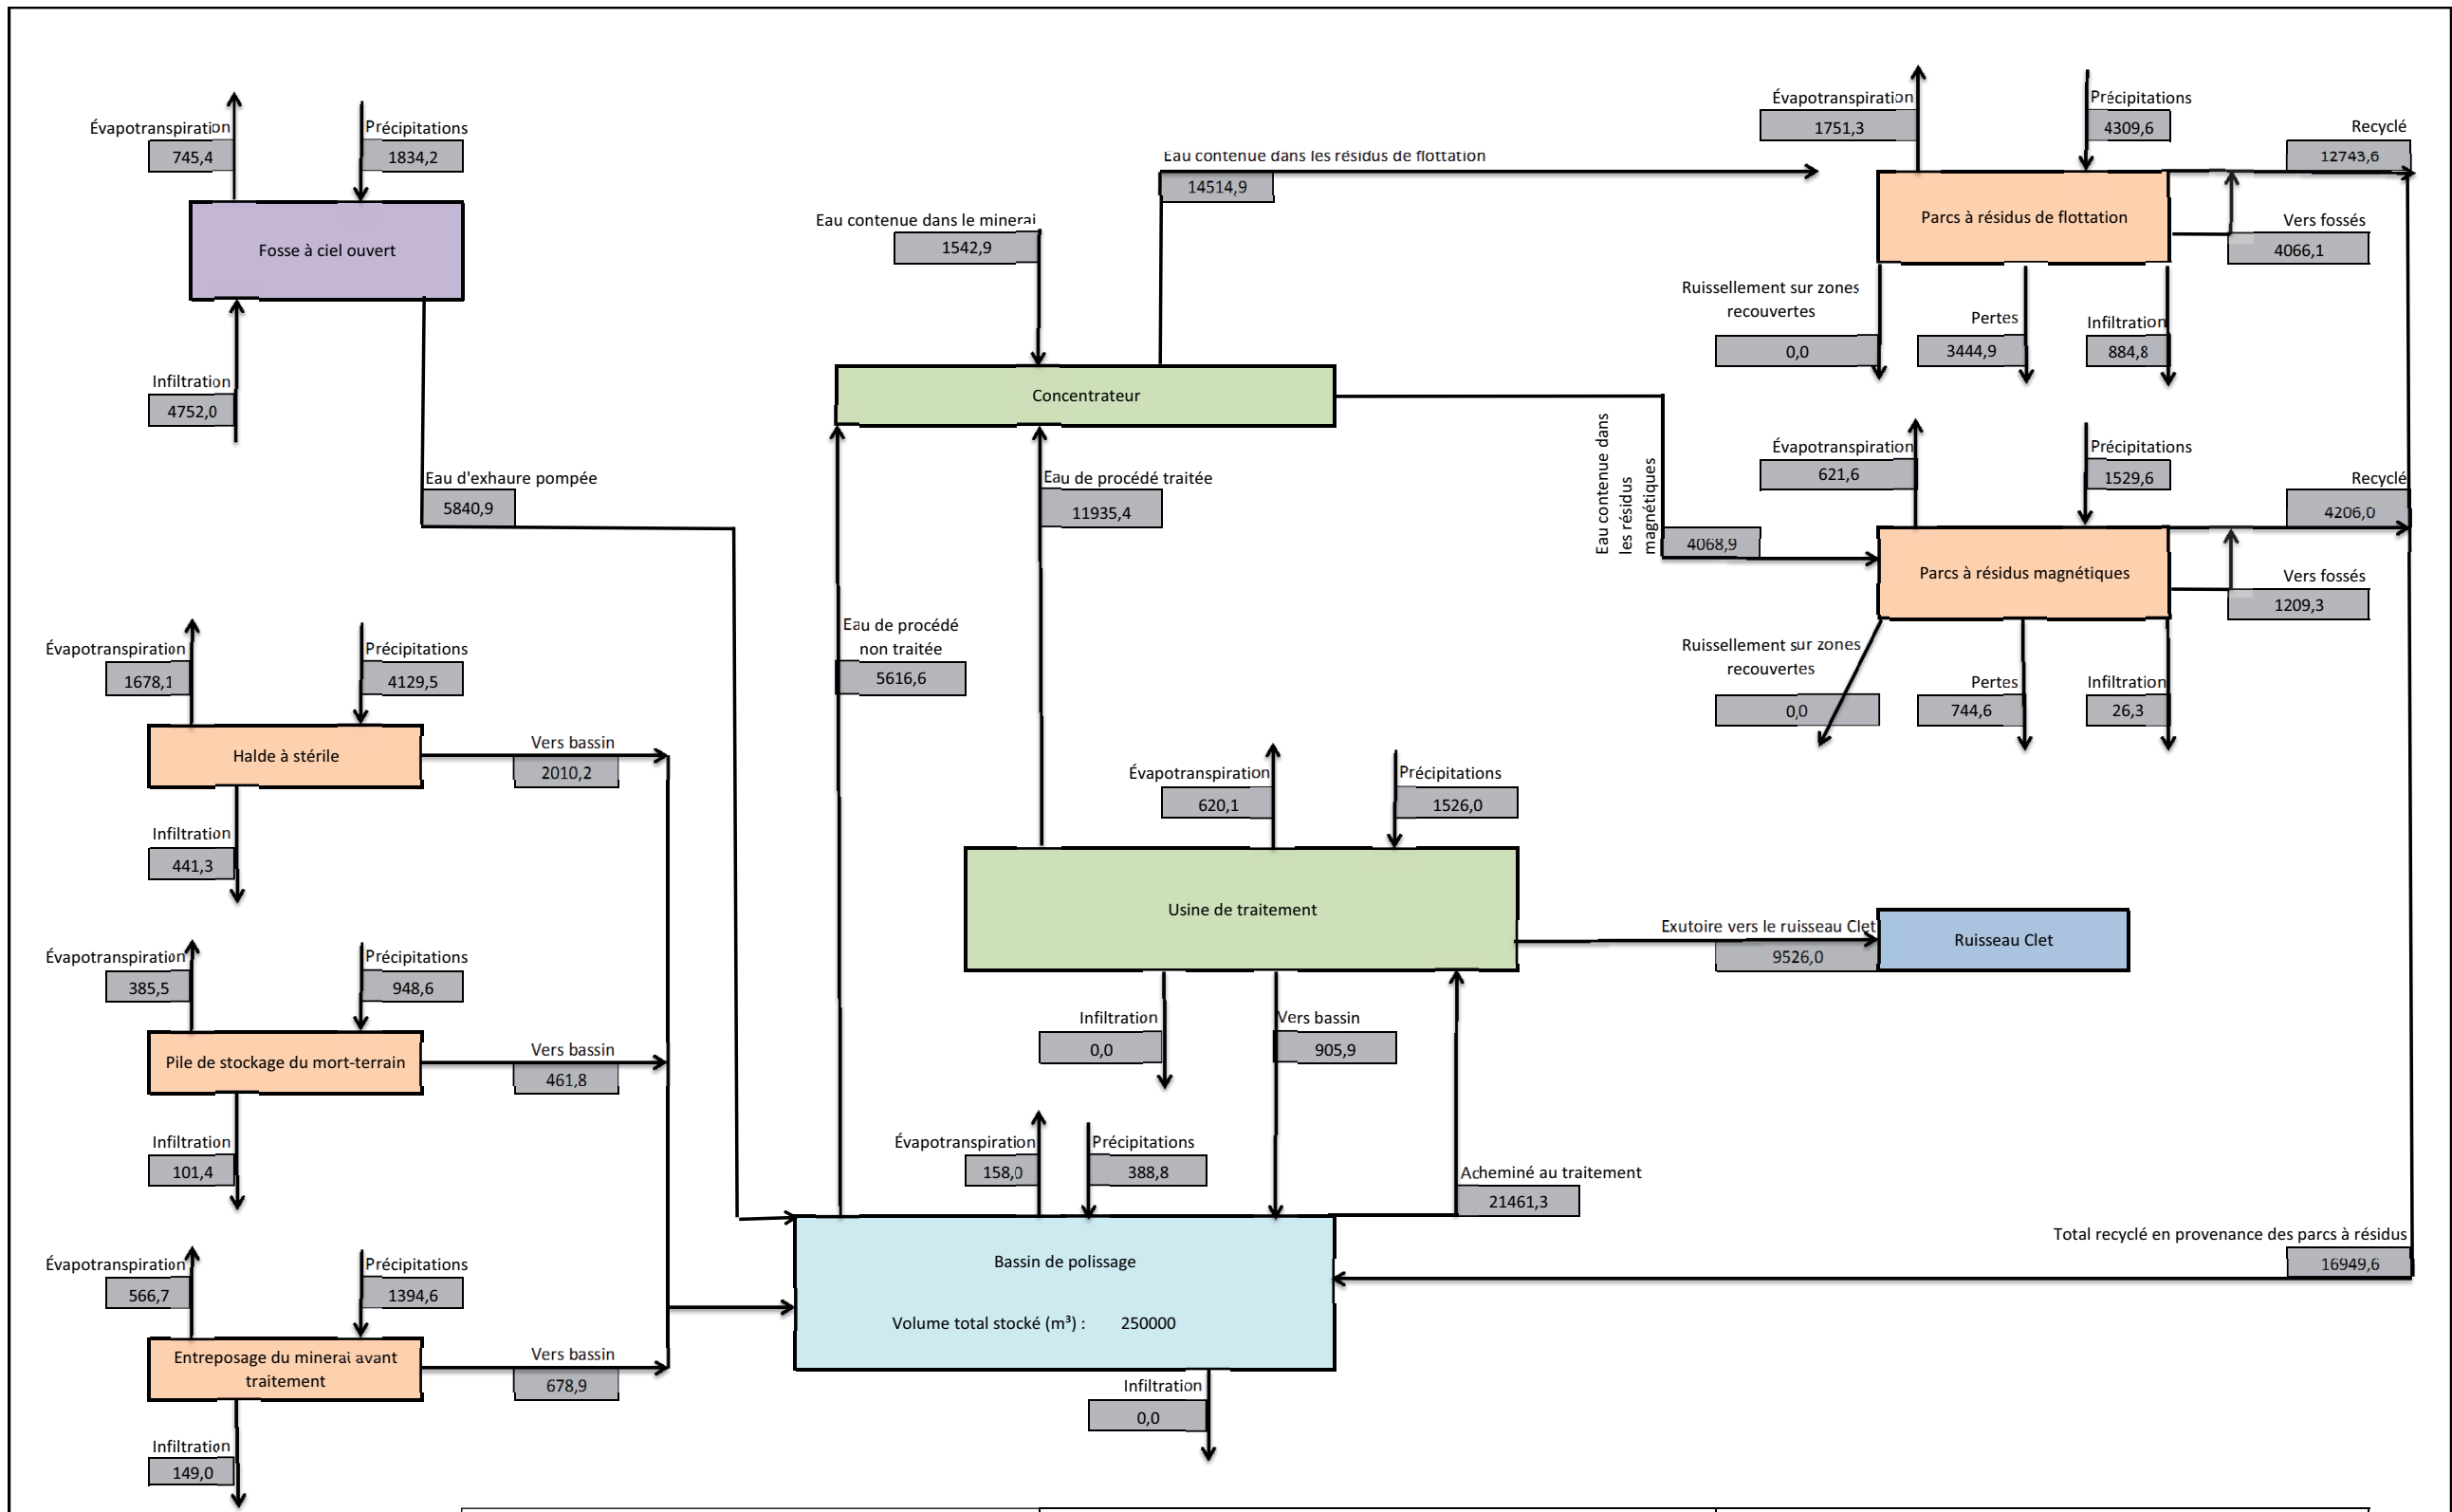 Évapotranspiration
745,4
Précipitations
1834,2
Fosse à ciel ouvert
Infiltration
4752,0
Eau d'exhaure pompée
5840,9
Évapotranspiration
1678,1
Précipitations
4129,5
Halde à stérile
Vers bassin
2010,2
Infiltration
441,3
Évapotranspiration
385,5
Précipitations
948,6
Pile de stockage du mort-terrain
Vers bassin
461,8
Infiltration
101,4
Évapotranspiration
566,7
Précipitations
1394,6
Entreposage du minerai avant
traitement
Vers bassin
678,9
Infiltration
149,0
Eau contenue dans les résidus de flottation
14514,9
Eau contenue dans le minerai
1542,9
Concentrateur
Eau de procédé traitée
11935,4
Eau de procédé
non traitée
5616,6
Eau contenue dans
les résidus
magnétiques
4068,9
Évapotranspiration
620,1
Précipitations
1526,0
Usine de traitement
Exutoire vers le ruisseau Clet
9526,0
Ruisseau Clet
Infiltration
0,0
Vers bassin
905,9
Évapotranspiration
158,0
Précipitations
388,8
Acheminé au traitement
21461,3
Bassin de polissage
Volume total stocké (m³) : 250000
Infiltration
0,0
Évapotranspiration
1751,3
Précipitations
4309,6
Recyclé
12743,6
Parcs à résidus de flottation
Vers fossés
4066,1
Ruissellement sur zones
recouvertes
0,0
Pertes
3444,9
Infiltration
884,8
Évapotranspiration
621,6
Précipitations
1529,6
Recyclé
4206,0
Parcs à résidus magnétiques
Vers fossés
1209,3
Ruissellement sur zones
recouvertes
0,0
Pertes
744,6
Infiltration
26,3
Total recyclé en provenance des parcs à résidus
16949,6